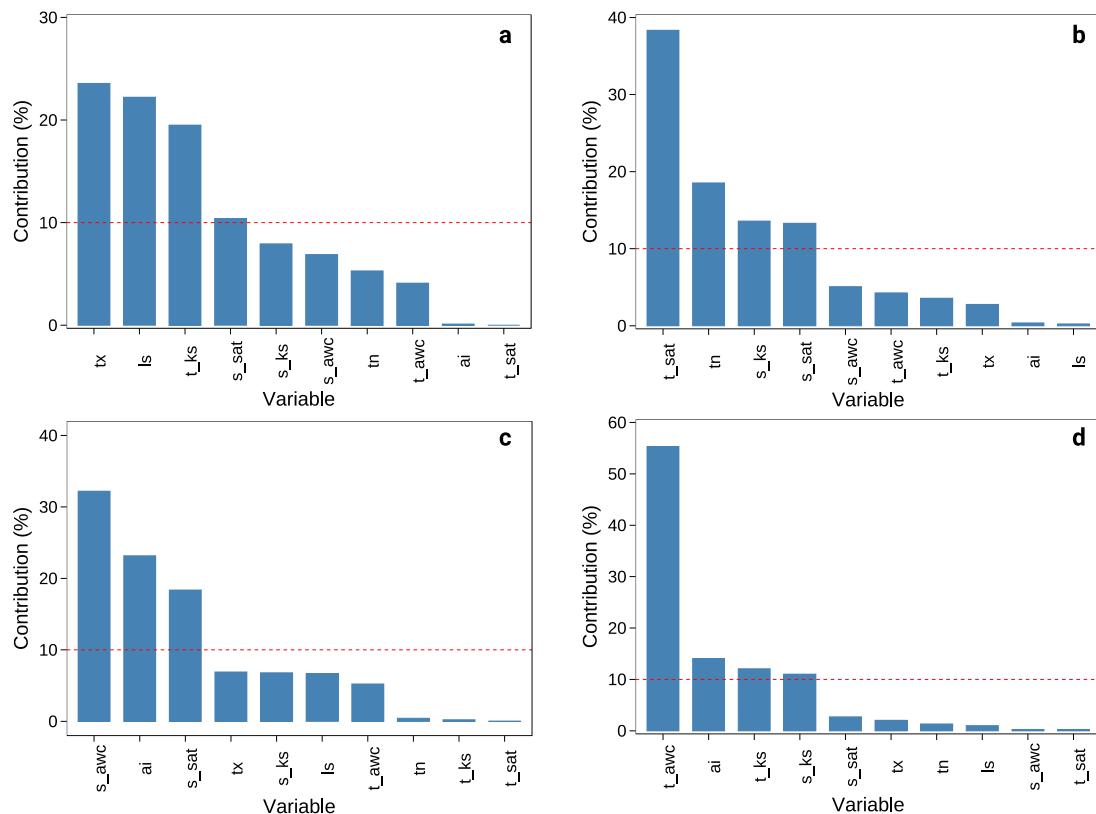 a
Contribution (%)
30
20
10
0
tx
ls
t_ks
s_sat
s_ks
s_awc
tn
t_awc
ai
t_sat
Variable
b
Contribution (%)
40
30
20
10
0
t_sat
tn
s_ks
s_sat
s_awc
t_awc
t_ks
tx
ai
ls
Variable
c
Contribution (%)
40
30
20
10
0
s_awc
ai
s_sat
tx
s_ks
ls
t_awc
tn
t_ks
t_sat
Variable
d
Contribution (%)
60
50
40
30
20
10
0
t_awc
ai
t_ks
s_ks
s_sat
tx
tn
ls
s_awc
t_sat
Variable